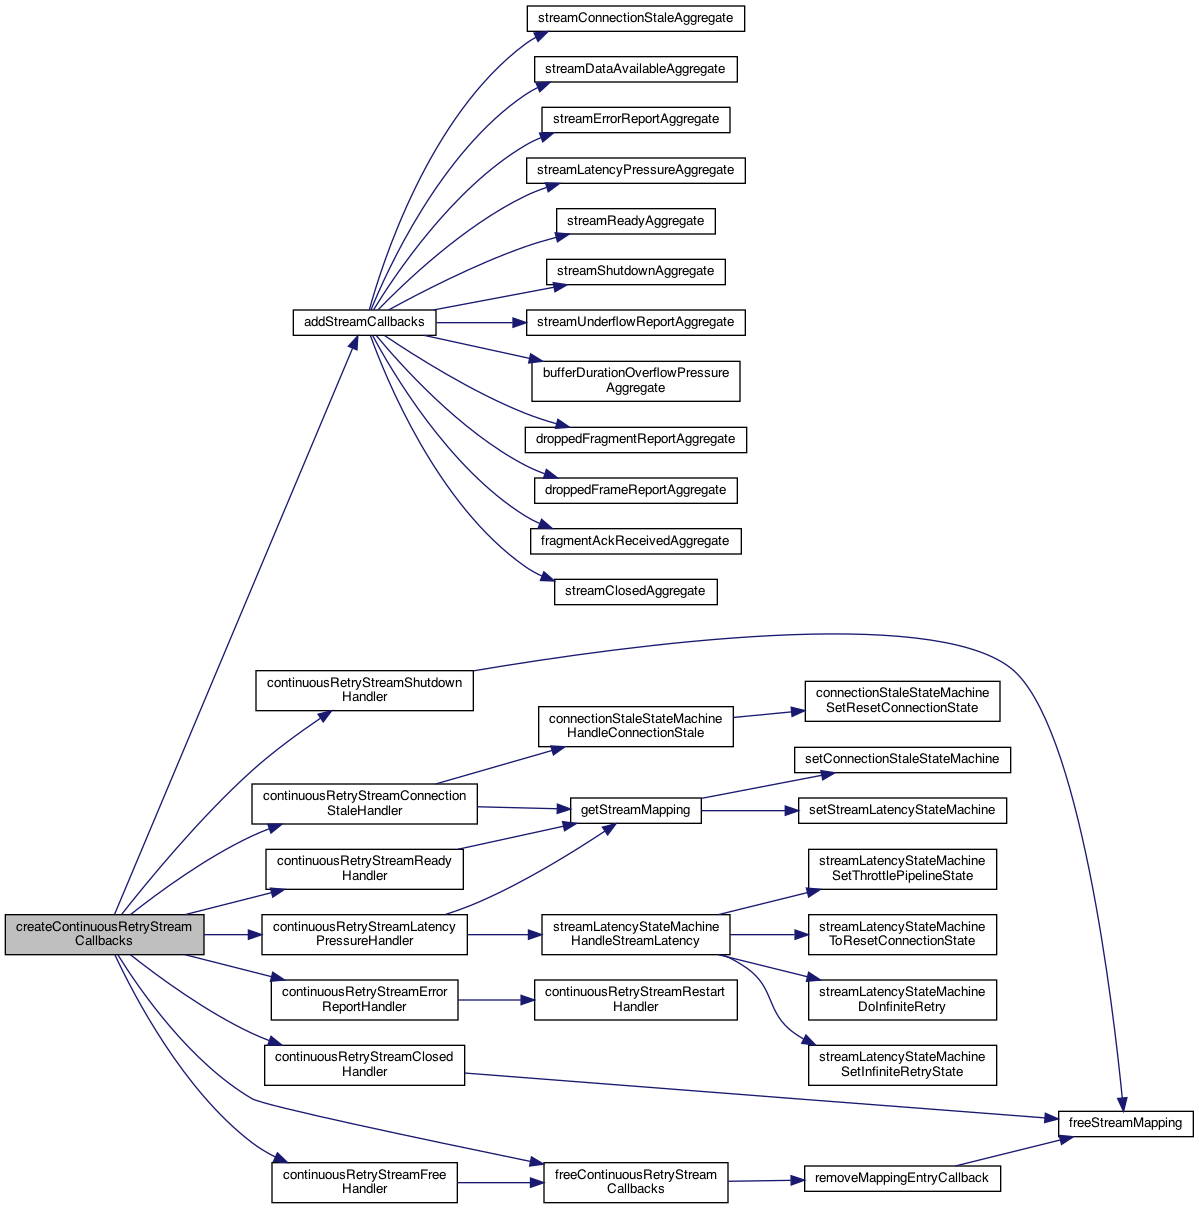 streamConnectionStaleAggregate
streamDataAvailableAggregate
streamErrorReportAggregate
streamLatencyPressureAggregate
streamReadyAggregate
streamShutdownAggregate
addStreamCallbacks
streamUnderflowReportAggregate
bufferDurationOverflowPressure
Aggregate
droppedFragmentReportAggregate
droppedFrameReportAggregate
fragmentAckReceivedAggregate
streamClosedAggregate
continuousRetryStreamShutdown
Handler
connectionStaleStateMachine
SetResetConnectionState
connectionStaleStateMachine
HandleConnectionStale
setConnectionStaleStateMachine
continuousRetryStreamConnection
StaleHandler
getStreamMapping
setStreamLatencyStateMachine
continuousRetryStreamReady
Handler
streamLatencyStateMachine
SetThrottlePipelineState
createContinuousRetryStream
Callbacks
continuousRetryStreamLatency
PressureHandler
streamLatencyStateMachine
HandleStreamLatency
streamLatencyStateMachine
ToResetConnectionState
continuousRetryStreamError
ReportHandler
continuousRetryStreamRestart
Handler
streamLatencyStateMachine
DoInfiniteRetry
continuousRetryStreamClosed
Handler
streamLatencyStateMachine
SetInfiniteRetryState
freeStreamMapping
continuousRetryStreamFree
Handler
freeContinuousRetryStream
Callbacks
removeMappingEntryCallback